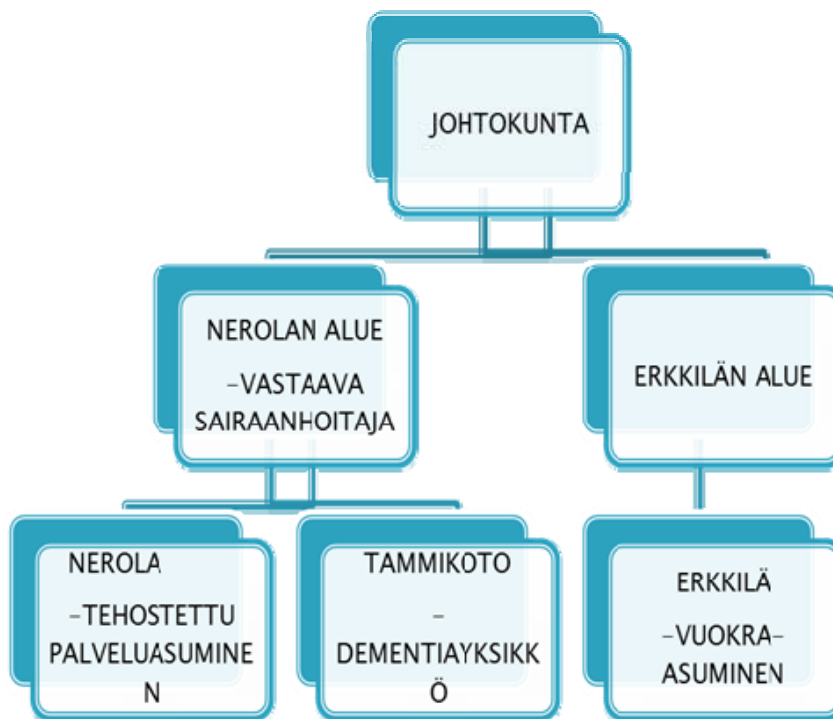 JOHTOKUNTA
NEROLAN ALUE
–VASTAAVA
SAIRAANHOITAJA
ERKKILÄN ALUE
NEROLA
–TEHOSTETTU
PALVELUASUMINE
N
TAMMIKOTO
–
DEMENTIAYKSIKK
Ö
ERKKILÄ
–VUOKRA–
ASUMINEN